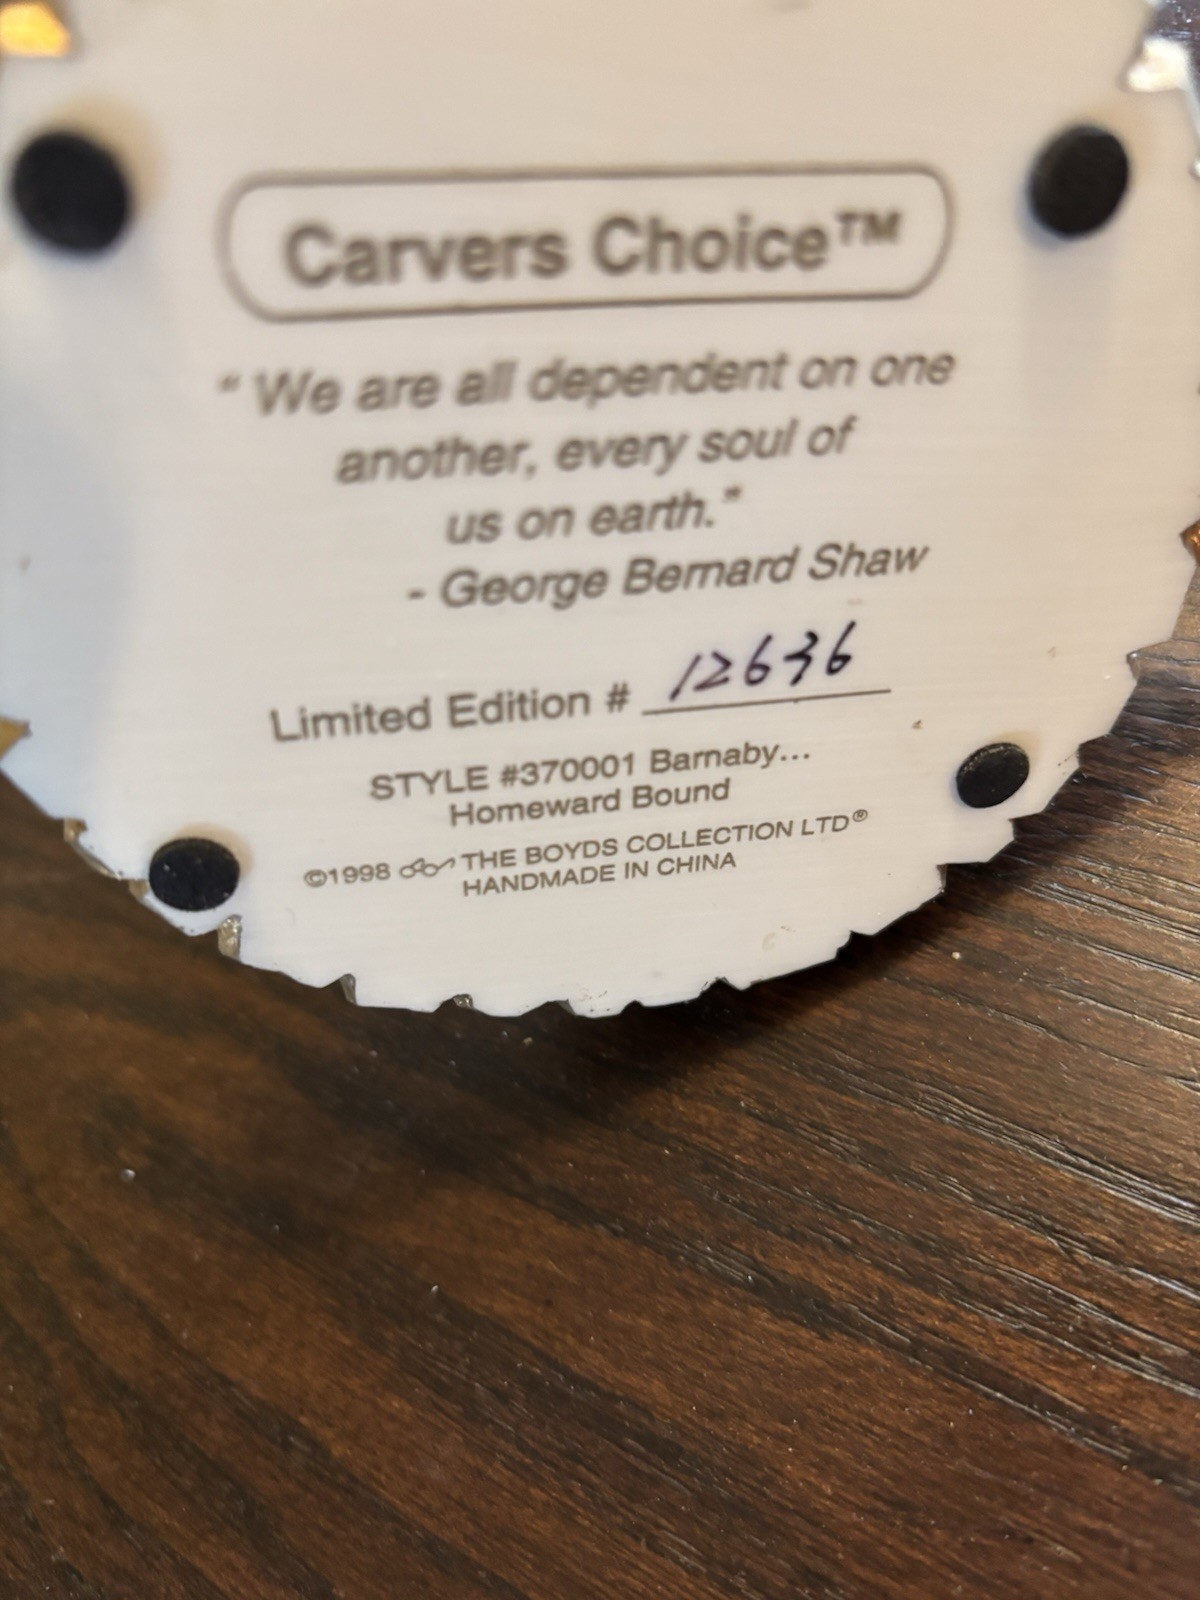 Carvers Choice™
“ We are all dependent on one
another, every soul of
us on earth.”
- George Bernard Shaw
Limited Edition # 12636
STYLE #370001 Barnaby...
Homeward Bound
©1998 THE BOYDS COLLECTION LTD®
HANDMADE IN CHINA